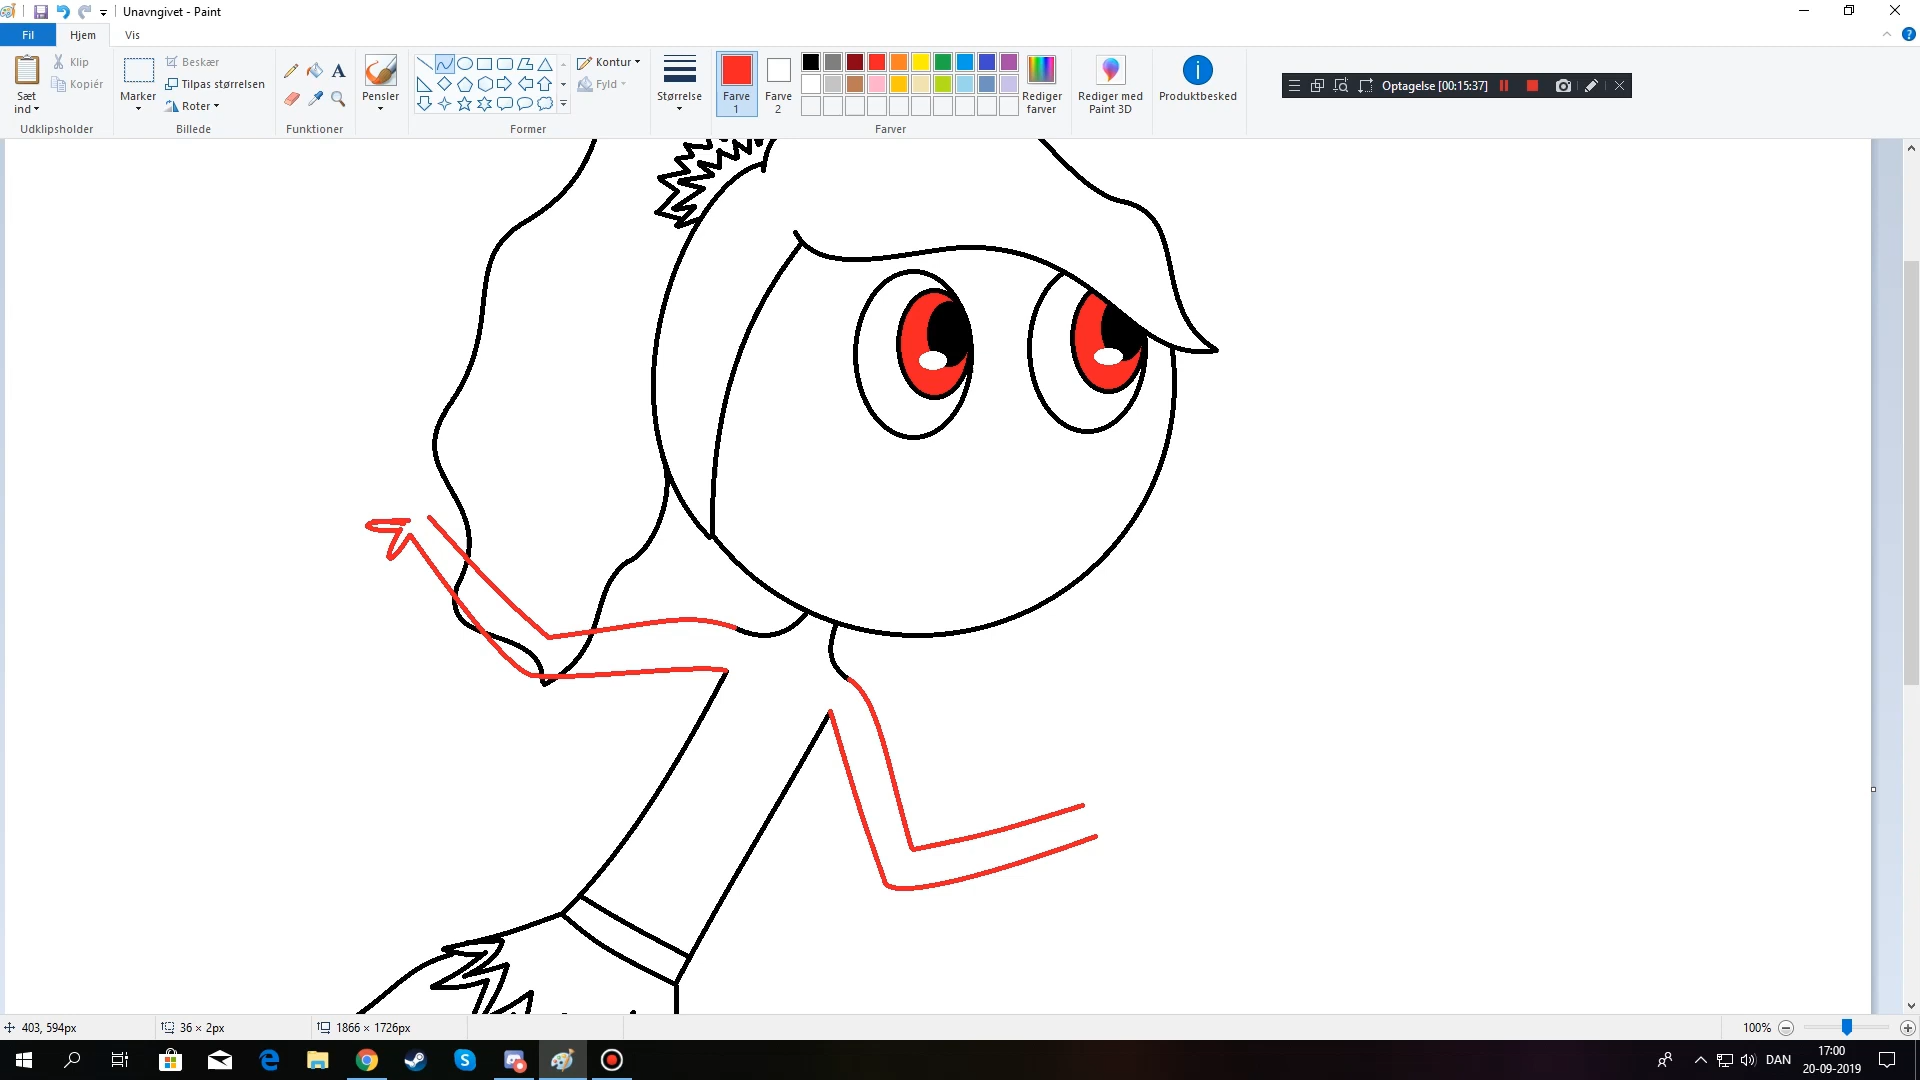 Unavngivet - Paint
Fil Hjem Vis
Sæt ind
Klip
Kopiér
Udklipsholder
Marker
Beskær
Tilpas størrelsen
Roter
Billede
A
Funktioner
Pensler
Former
Kontur
Fyld
Størrelse
Farve 1
Farve 2
Farver
Rediger farver
Rediger med Paint 3D
Produktbesked
Optagelse [00:15:37]
403, 594px
36 × 2px
1866 × 1726px
100%
DAN
17:00
20-09-2019